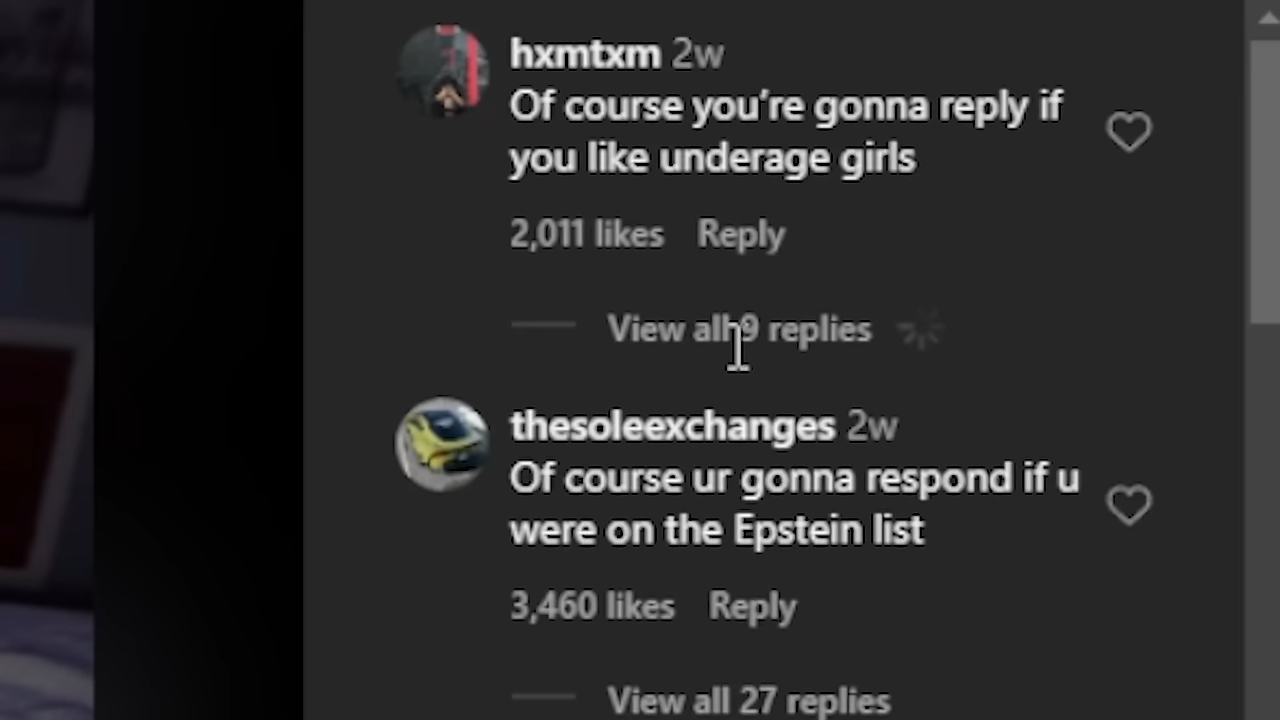 hxmtxm 2w
Of course you’re gonna reply if
you like underage girls
2,011 likes Reply
View all 9 replies
thesoleexchanges 2w
Of course ur gonna respond if u
were on the Epstein list
3,460 likes Reply
View all 27 replies